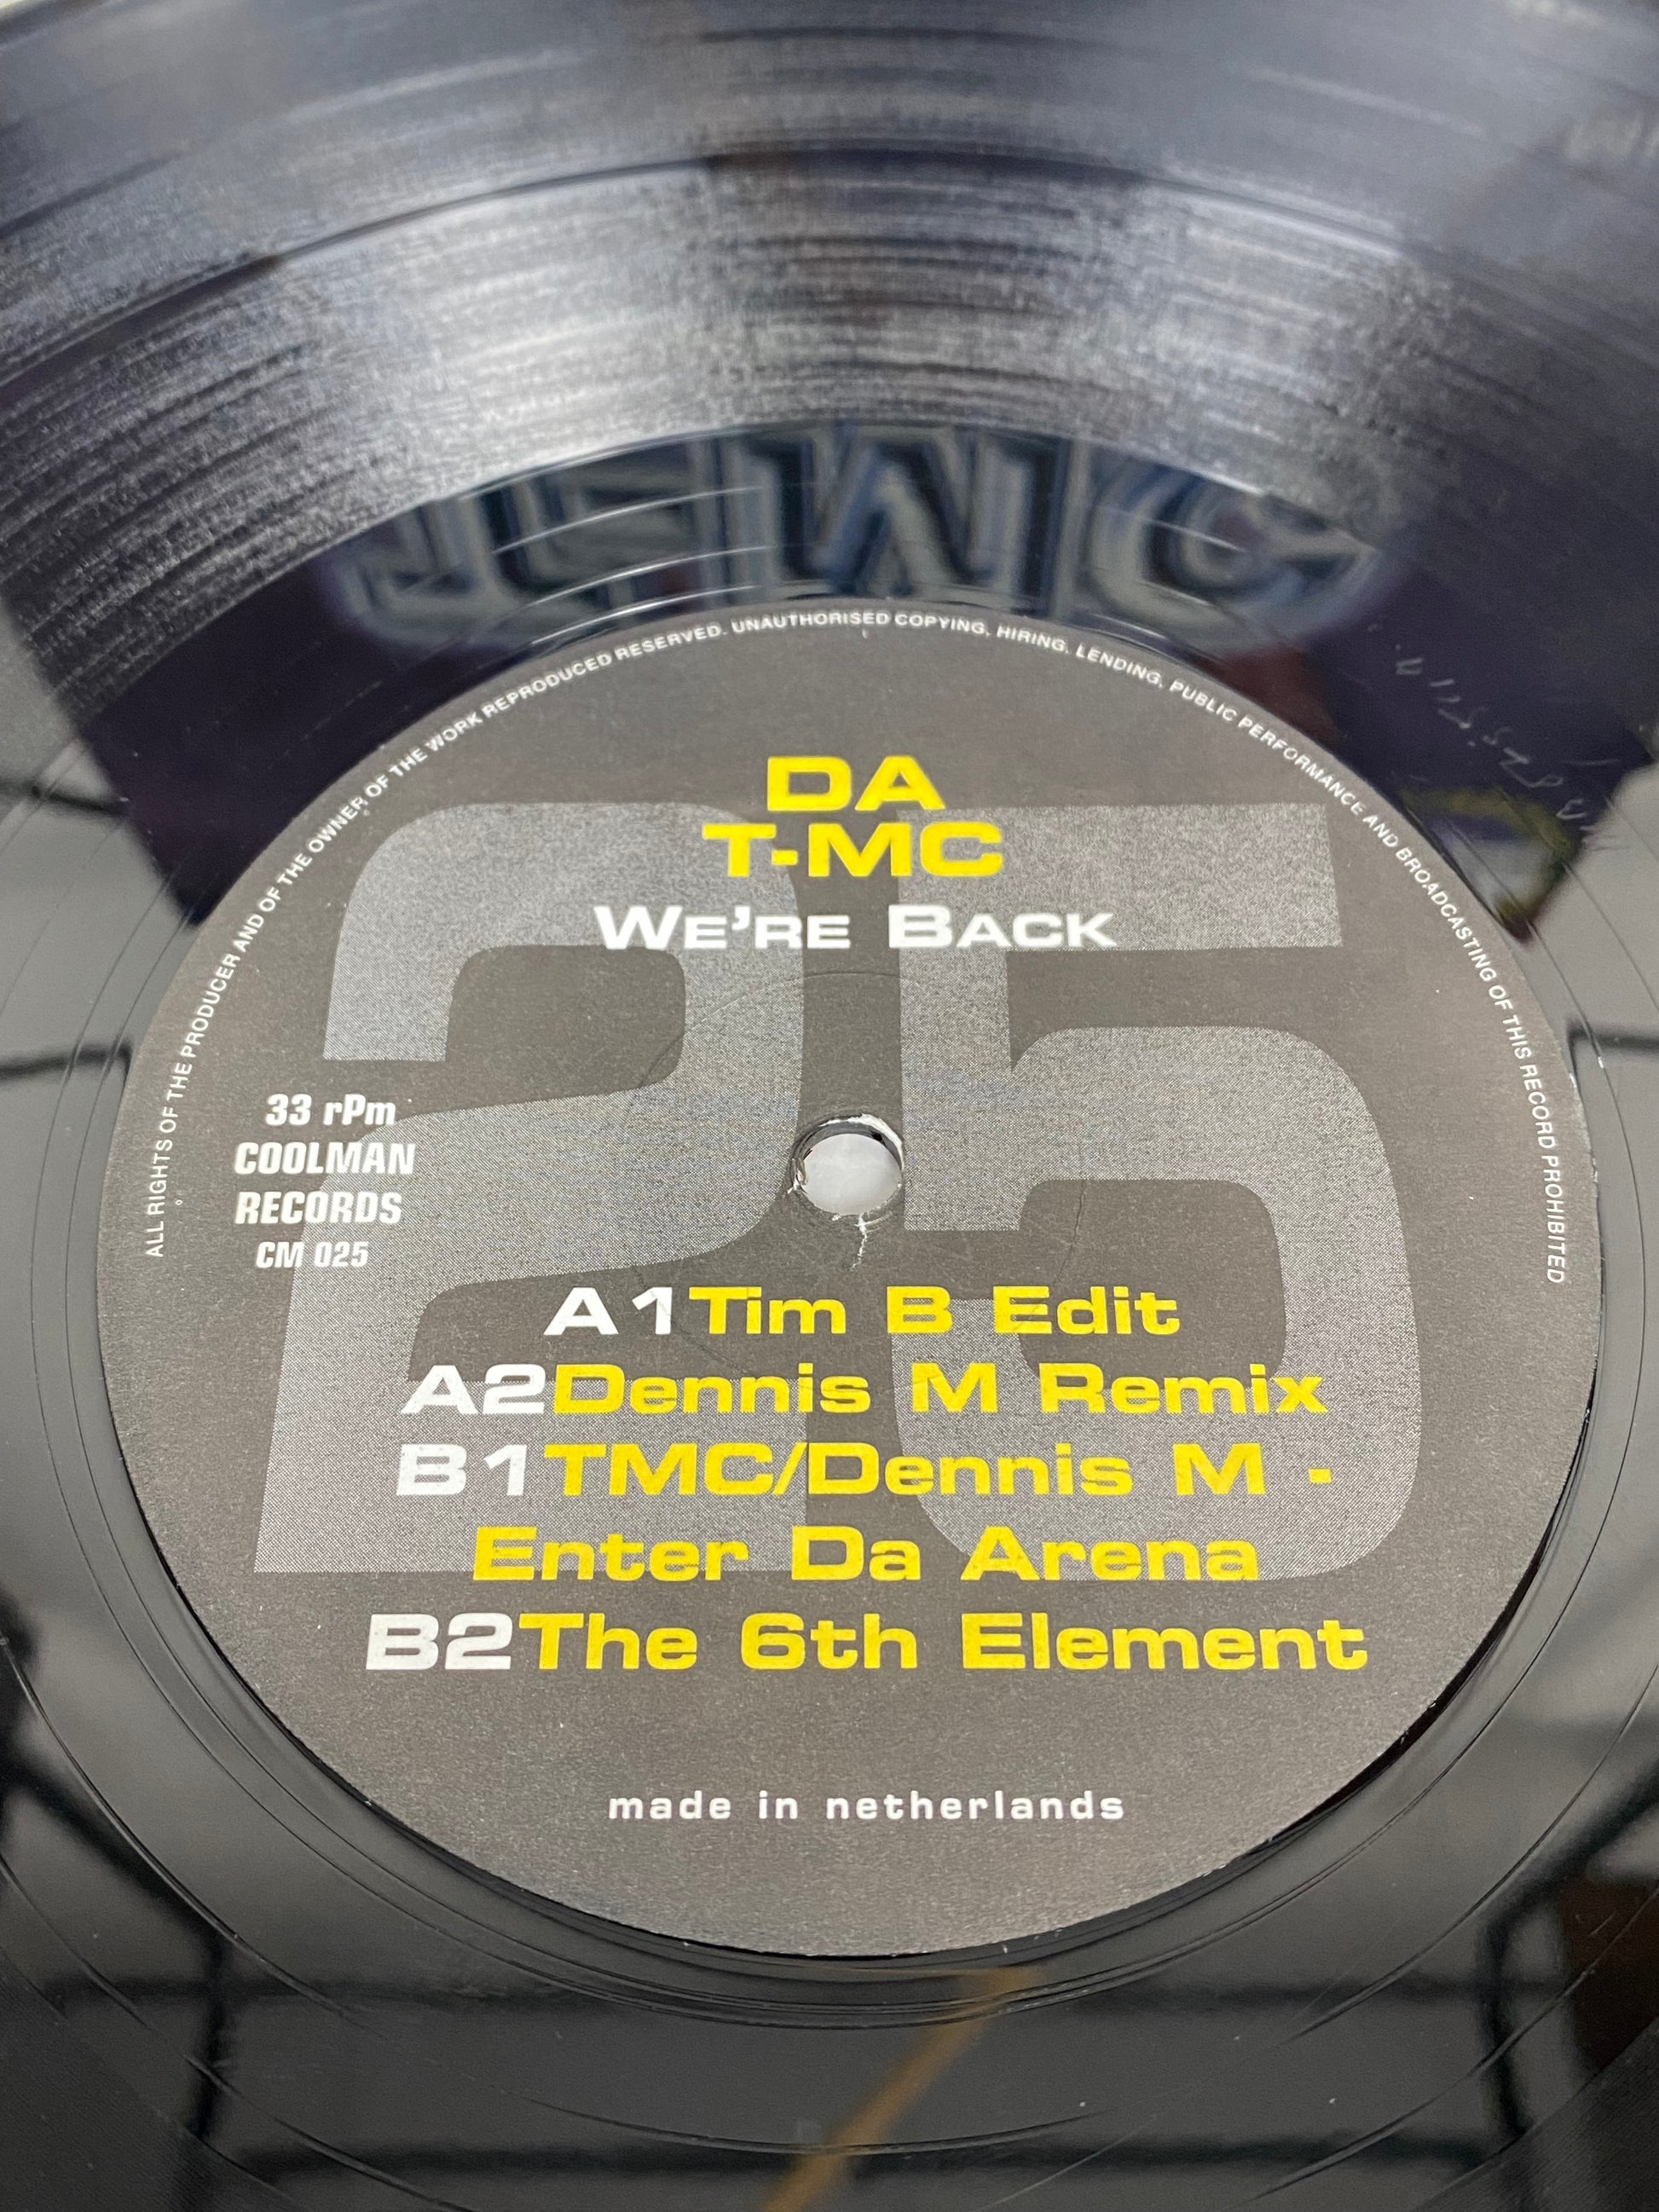 ALL RIGHTS OF THE PRODUCER AND OF THE OWNER OF THE WORK REPRODUCED RESERVED. UNAUTHORISED COPYING, HIRING, LENDING, PUBLIC PERFORMANCE AND BROADCASTING OF THIS RECORD PROHIBITED
DA
T-MC
WE'RE BACK
25
33 rPm
COOLMAN
RECORDS
CM 025
A1Tim B Edit
A2Dennis M Remix
B1TMC/Dennis M -
Enter Da Arena
B2The 6th Element
made in netherlands